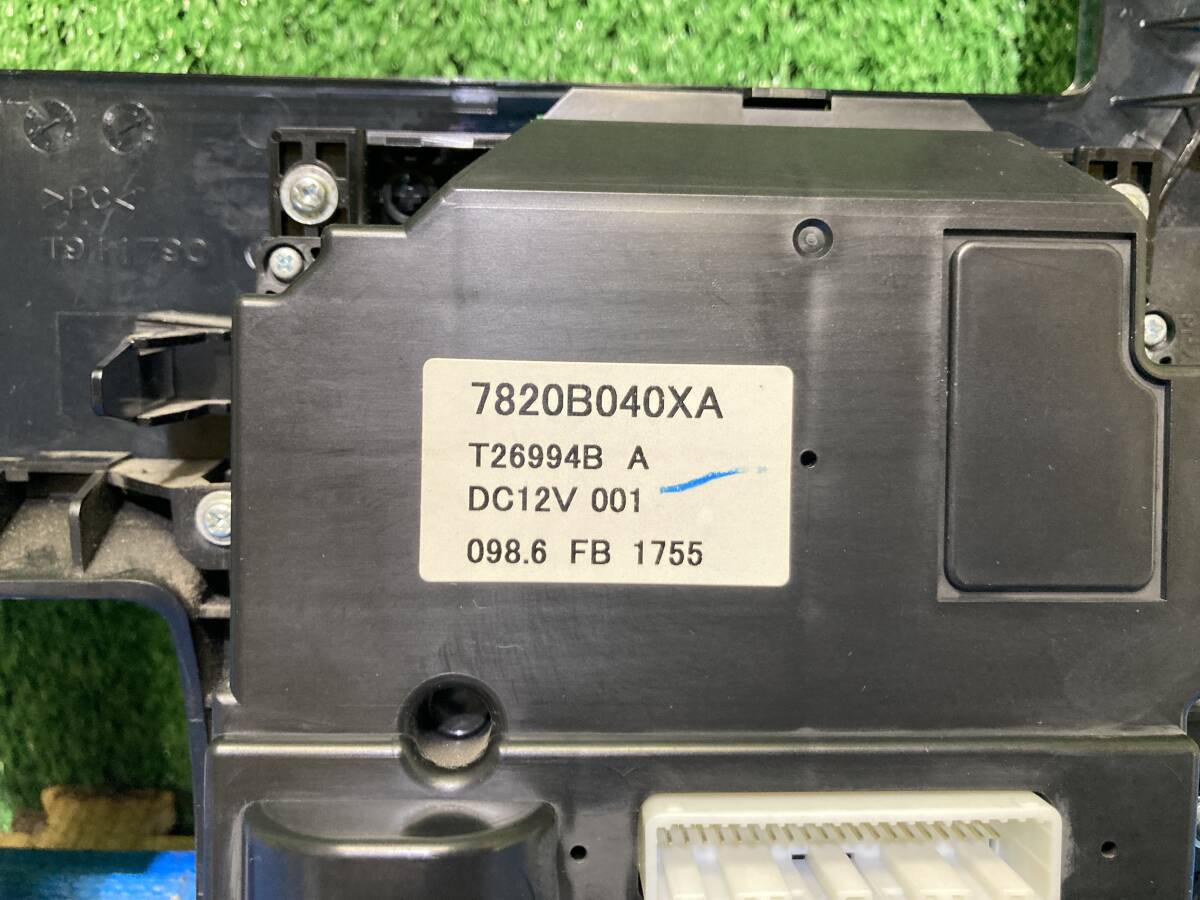 >PC<
7820B040XA
T26994B A
DC12V 001
098.6 FB 1755